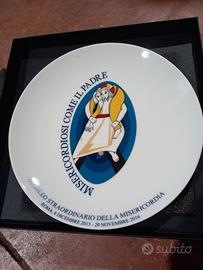 MISERICORDIOSI COME IL PADRE
GIUBILEO STRAORDINARIO DELLA MISERICORDIA
ROMA, 8 DICEMBRE 2015 - 20 NOVEMBRE 2016
subito